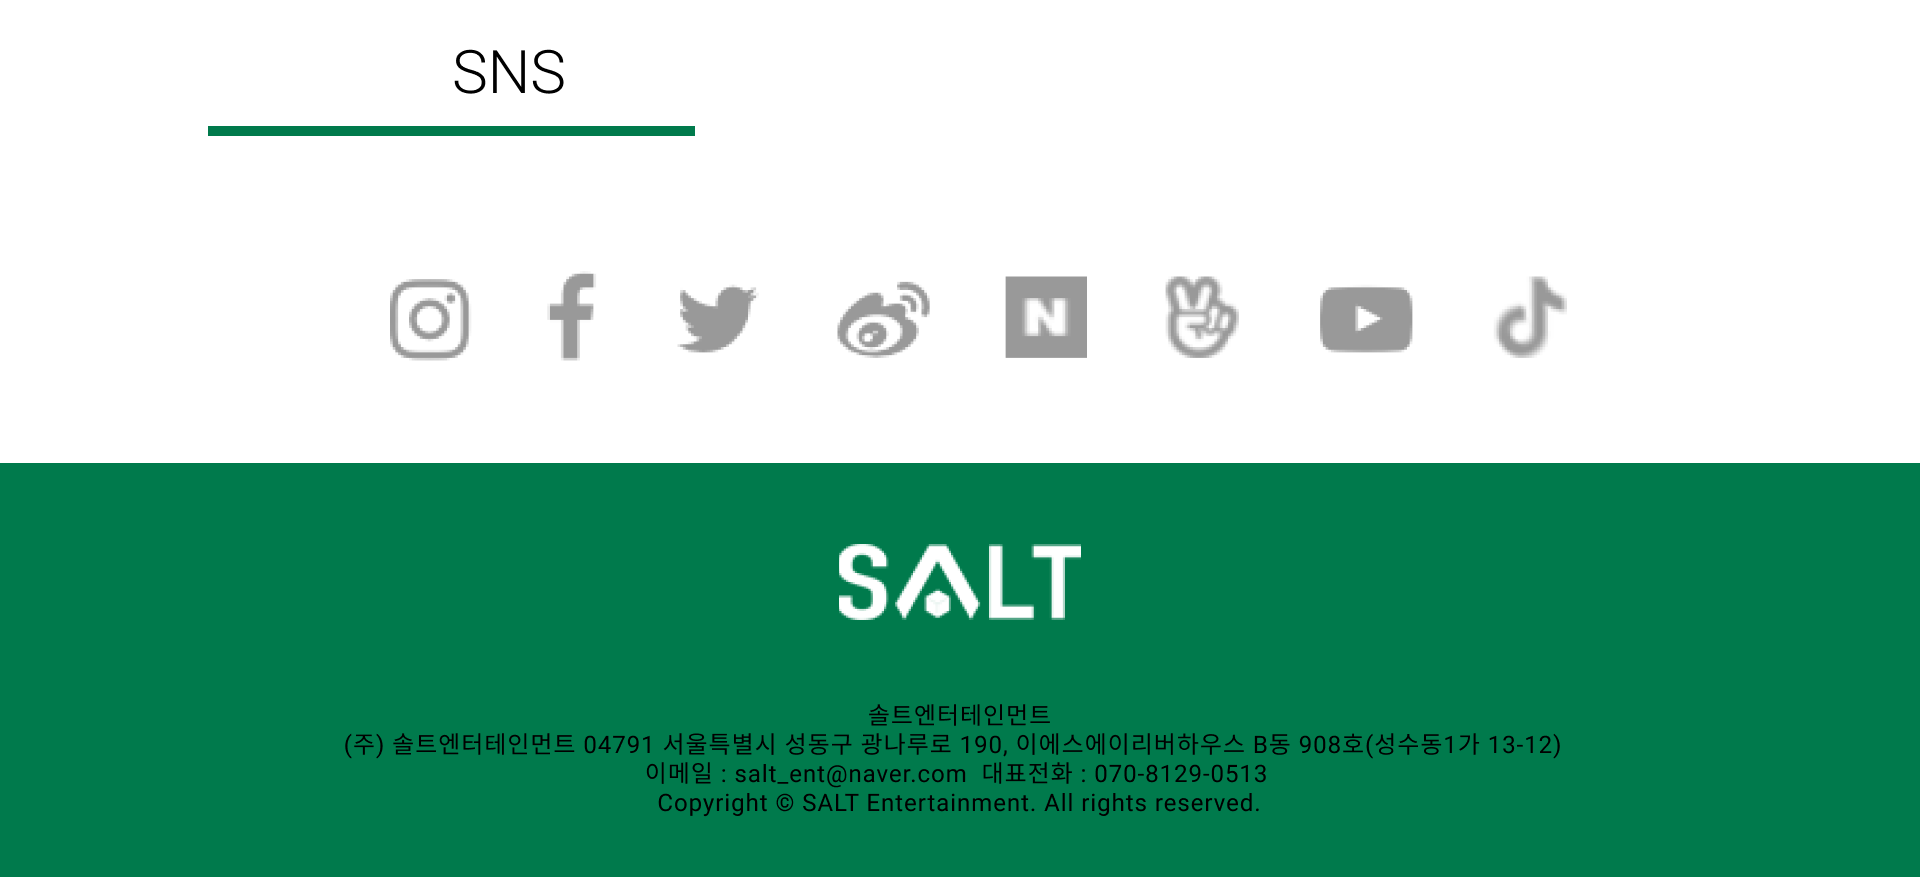 SNS
N
SALT
솔트엔터테인먼트
(주) 솔트엔터테인먼트 04791 서울특별시 성동구 광나루로 190, 이에스에이리버하우스 B동 908호(성수동1가 13-12)
이메일 : salt_ent@naver.com 대표전화 : 070-8129-0513
Copyright © SALT Entertainment. All rights reserved.